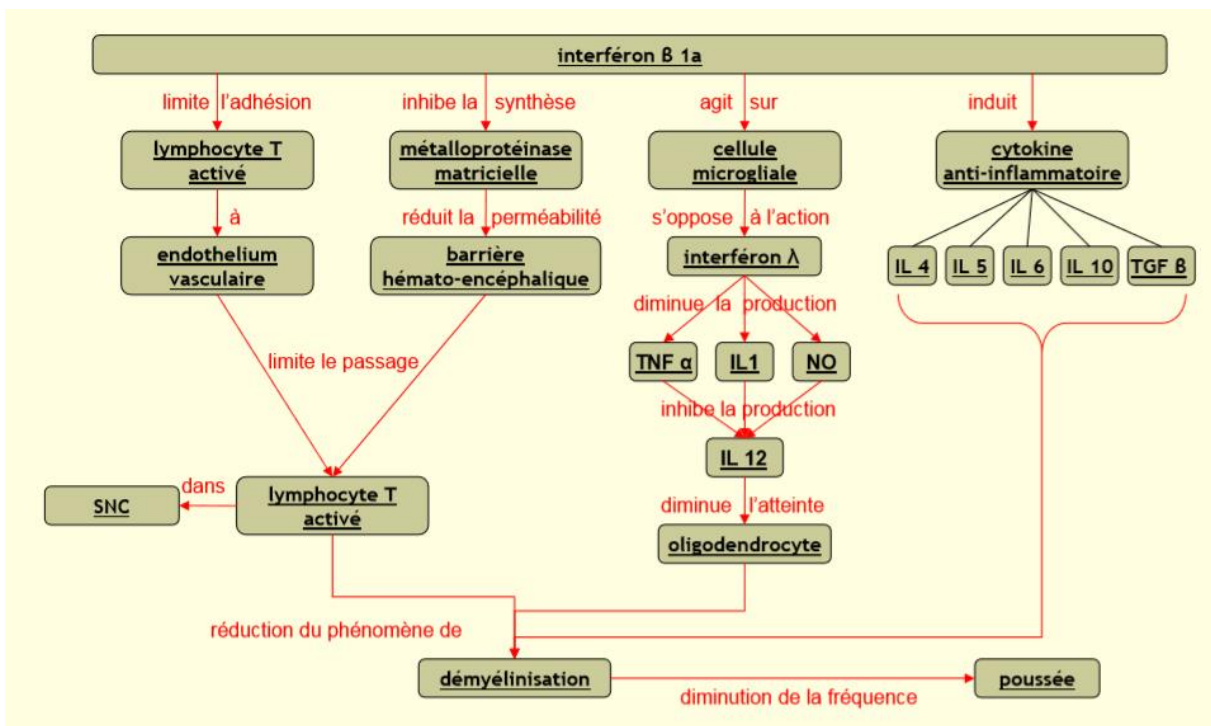 interféron β 1a
limite l'adhésion
inhibe la synthèse
agit sur
induit
lymphocyte T
activé
métalloprotéinase
matricielle
cellule
microgliale
cytokine
anti-inflammatoire
à
réduit la perméabilité
s'oppose à l'action
endothelium
vasculaire
barrière
hémato-encéphalique
interféron λ
IL 4
IL 5
IL 6
IL 10
TGF β
diminue la production
limite le passage
TNF α
IL1
NO
inhibe la production
IL 12
dans
SNC
lymphocyte T
activé
diminue l'atteinte
oligodendrocyte
réduction du phénomène de
démyélinisation
diminution de la fréquence
poussée